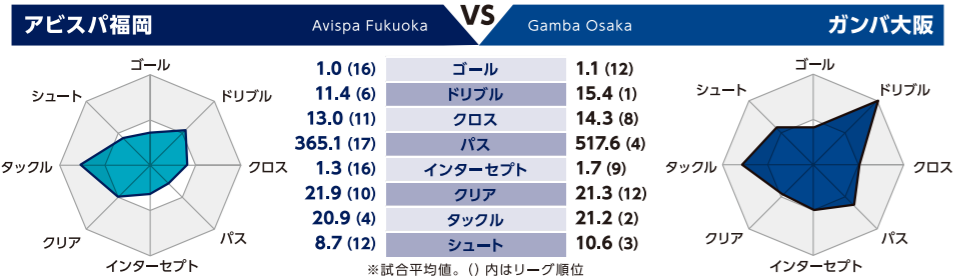 アビスパ福岡 Avispa Fukuoka VS Gamba Osaka ガンバ大阪
ゴール
シュート ドリブル
タックル クロス
クリア パス
インターセプト
1.0 (16) ゴール 1.1 (12)
11.4 (6) ドリブル 15.4 (1)
13.0 (11) クロス 14.3 (8)
365.1 (17) パス 517.6 (4)
1.3 (16) インターセプト 1.7 (9)
21.9 (10) クリア 21.3 (12)
20.9 (4) タックル 21.2 (2)
8.7 (12) シュート 10.6 (3)
※試合平均値。() 内はリーグ順位
ゴール
シュート ドリブル
タックル クロス
クリア パス
インターセプト